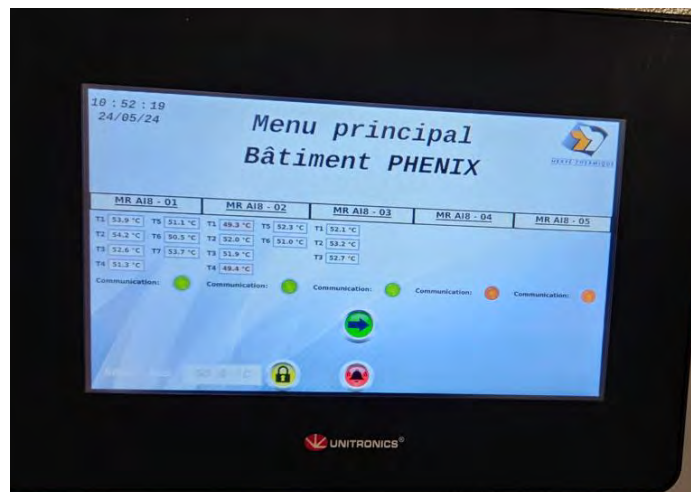 10:52:19
24/05/24
Menu principal
Bâtiment PHENIX
MR AI8 - 01
MR AI8 - 02
MR AI8 - 03
MR AI8 - 04
MR AI8 - 05
T1 53.9 °C T5 51.1 °C T1 49.3 °C T5 52.3 °C T1 52.1 °C
T2 54.2 °C T6 50.5 °C T2 52.0 °C T6 51.0 °C T2 53.2 °C
T3 52.6 °C T7 53.7 °C T3 51.9 °C T3 52.7 °C
T4 51.3 °C T4 49.4 °C
Communication: Communication: Communication: Communication: Communication:
UNITRONICS®